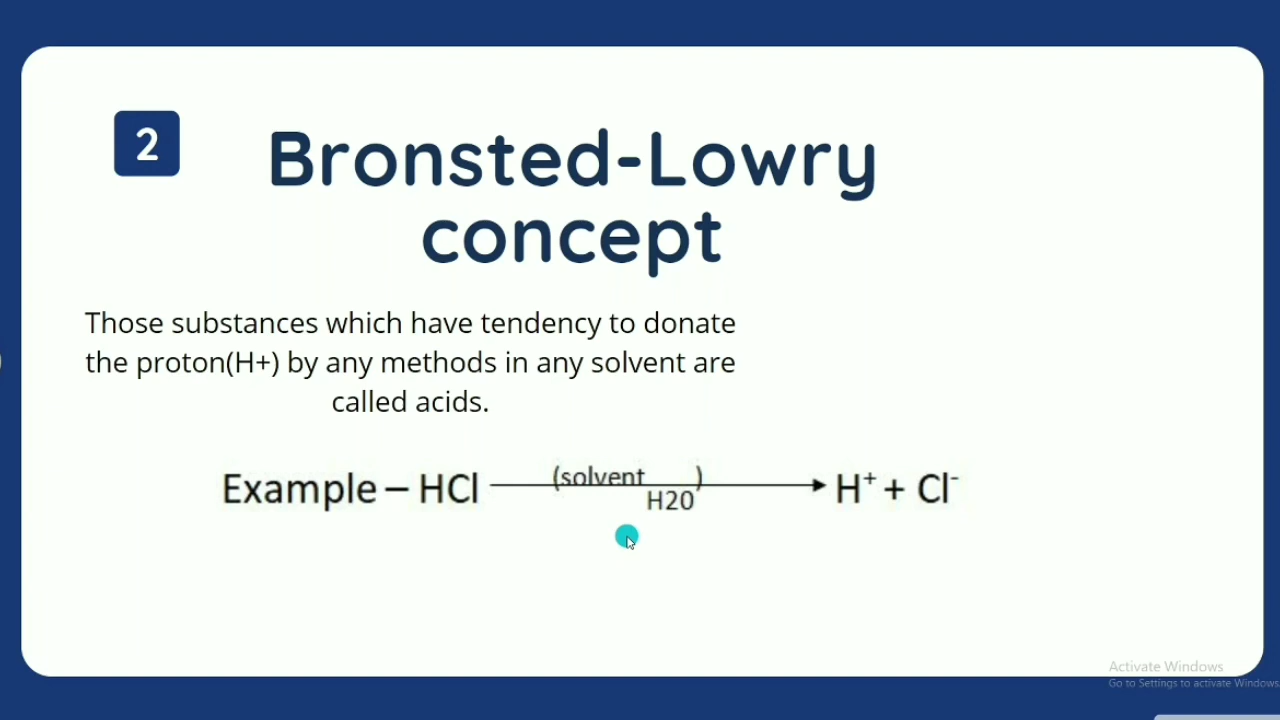 2
Bronsted-Lowry
concept
Those substances which have tendency to donate
the proton(H+) by any methods in any solvent are
called acids.
Example – HCl (solvent H20) H⁺ + Cl⁻
Activate Windows
Go to Settings to activate Windows